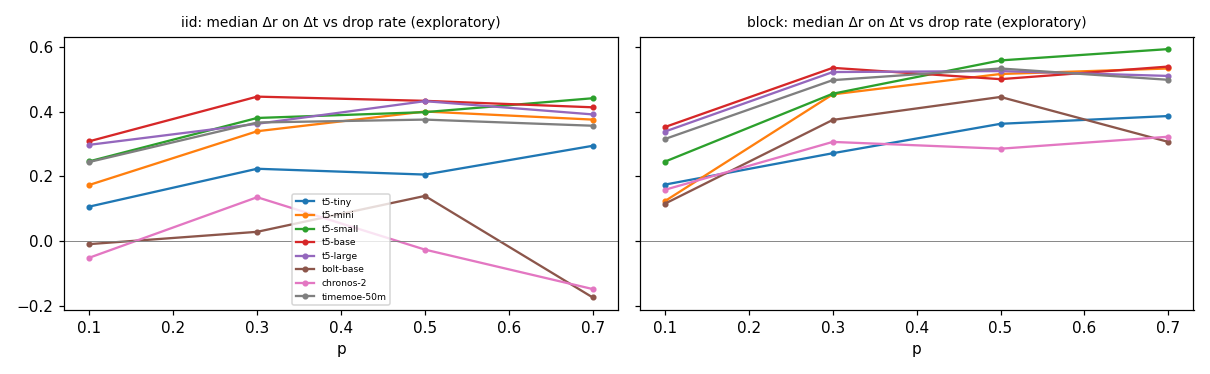 iid: median Δr on Δt vs drop rate (exploratory)
block: median Δr on Δt vs drop rate (exploratory)
0.6
0.4
0.2
0.0
−0.2
t5-tiny
t5-mini
t5-small
t5-base
t5-large
bolt-base
chronos-2
timemoe-50m
0.1 0.2 0.3 0.4 0.5 0.6 0.7
0.1 0.2 0.3 0.4 0.5 0.6 0.7
p
p